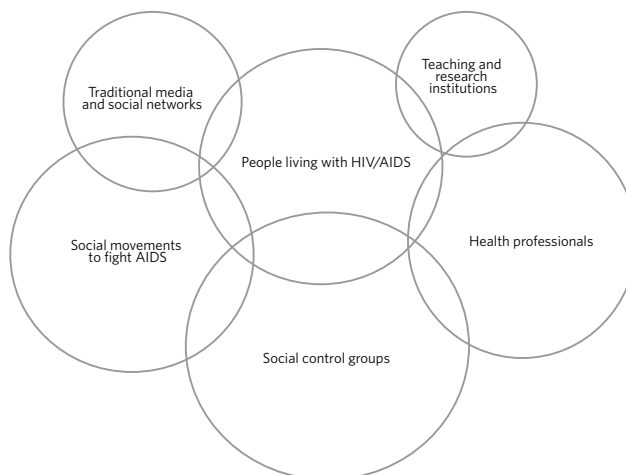 Traditional media
and social networks
Teaching and
research
institutions
People living with HIV/AIDS
Social movements
to fight AIDS
Health professionals
Social control groups